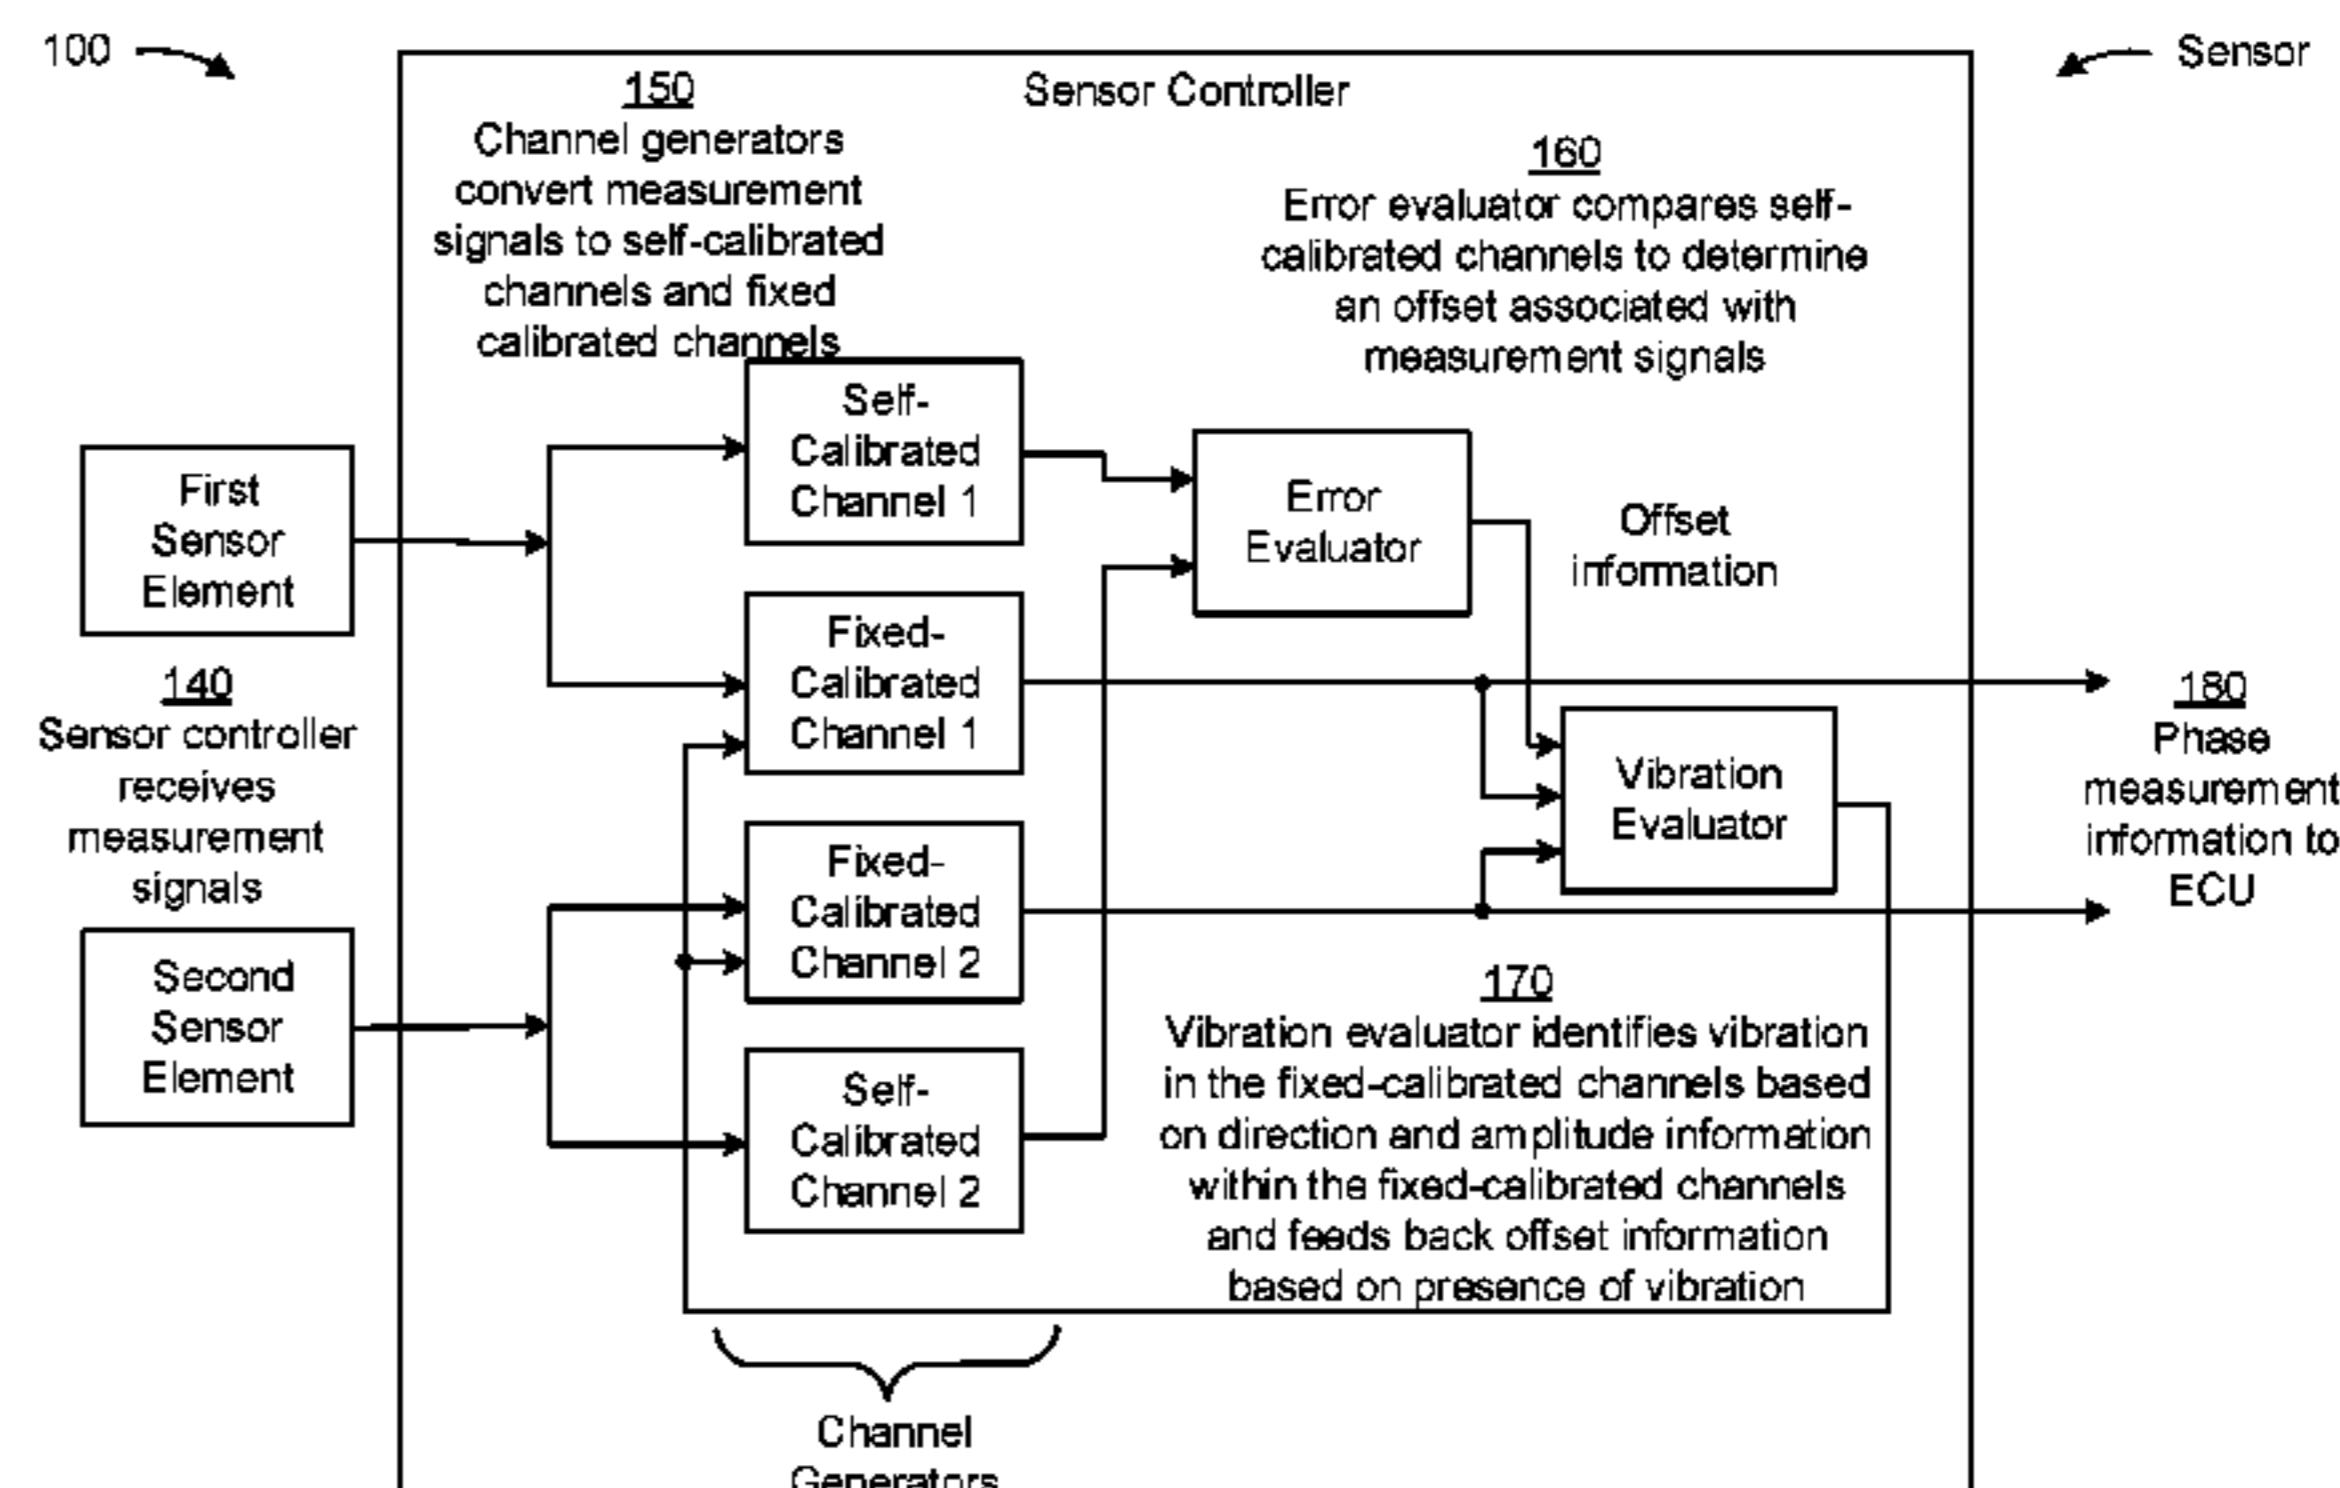 100
Sensor
Sensor Controller
150
Channel generators
convert measurement
signals to self-calibrated
channels and fixed
calibrated channels
160
Error evaluator compares self-
calibrated channels to determine
an offset associated with
measurement signals
First
Sensor
Element
Self-
Calibrated
Channel 1
Error
Evaluator
Offset
information
Fixed-
Calibrated
Channel 1
140
Sensor controller
receives
measurement
signals
Vibration
Evaluator
180
Phase
measurement
information to
ECU
Fixed-
Calibrated
Channel 2
Second
Sensor
Element
Self-
Calibrated
Channel 2
170
Vibration evaluator identifies vibration
in the fixed-calibrated channels based
on direction and amplitude information
within the fixed-calibrated channels
and feeds back offset information
based on presence of vibration
Channel
Generators